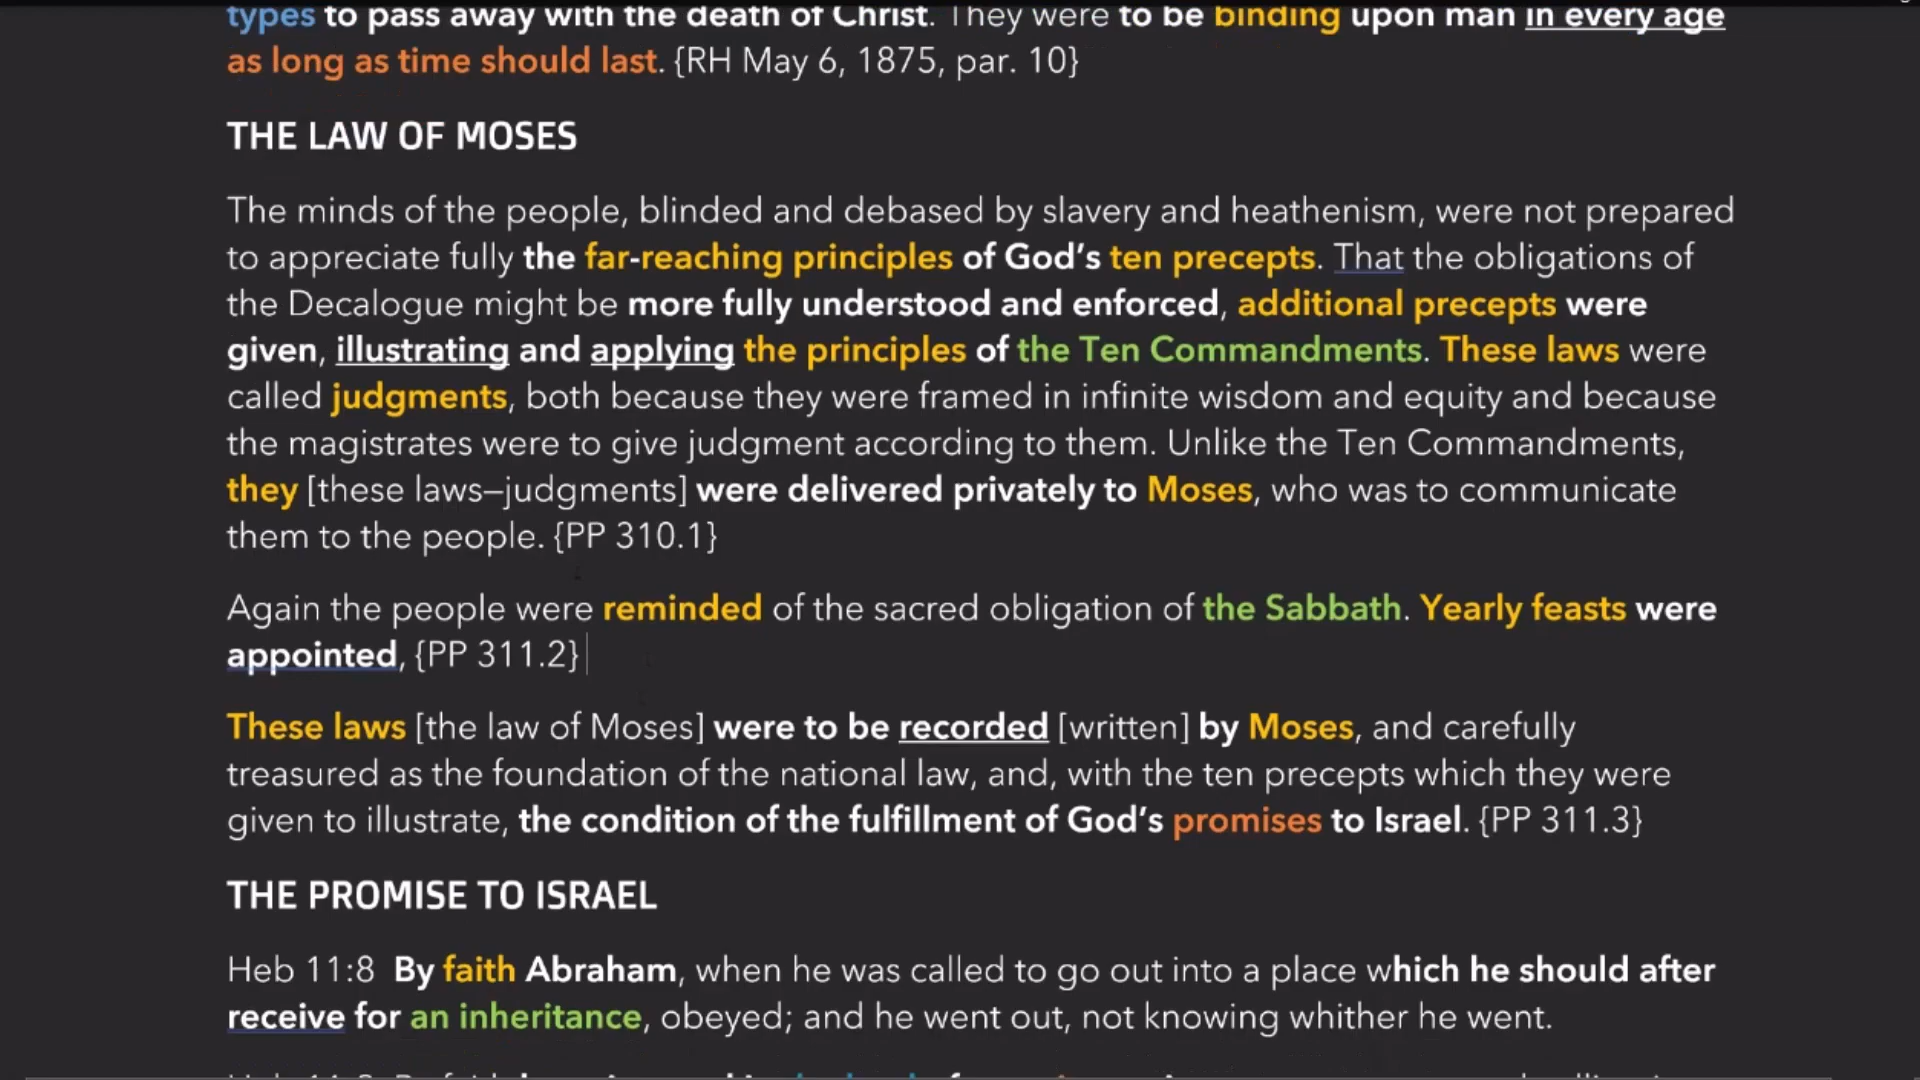 types to pass away with the death of Christ. They were to be binding upon man in every age
as long as time should last. {RH May 6, 1875, par. 10}
THE LAW OF MOSES
The minds of the people, blinded and debased by slavery and heathenism, were not prepared
to appreciate fully the far-reaching principles of God's ten precepts. That the obligations of
the Decalogue might be more fully understood and enforced, additional precepts were
given, illustrating and applying the principles of the Ten Commandments. These laws were
called judgments, both because they were framed in infinite wisdom and equity and because
the magistrates were to give judgment according to them. Unlike the Ten Commandments,
they [these laws—judgments] were delivered privately to Moses, who was to communicate
them to the people. {PP 310.1}
Again the people were reminded of the sacred obligation of the Sabbath. Yearly feasts were
appointed, {PP 311.2}
These laws [the law of Moses] were to be recorded [written] by Moses, and carefully
treasured as the foundation of the national law, and, with the ten precepts which they were
given to illustrate, the condition of the fulfillment of God's promises to Israel. {PP 311.3}
THE PROMISE TO ISRAEL
Heb 11:8  By faith Abraham, when he was called to go out into a place which he should after
receive for an inheritance, obeyed; and he went out, not knowing whither he went.